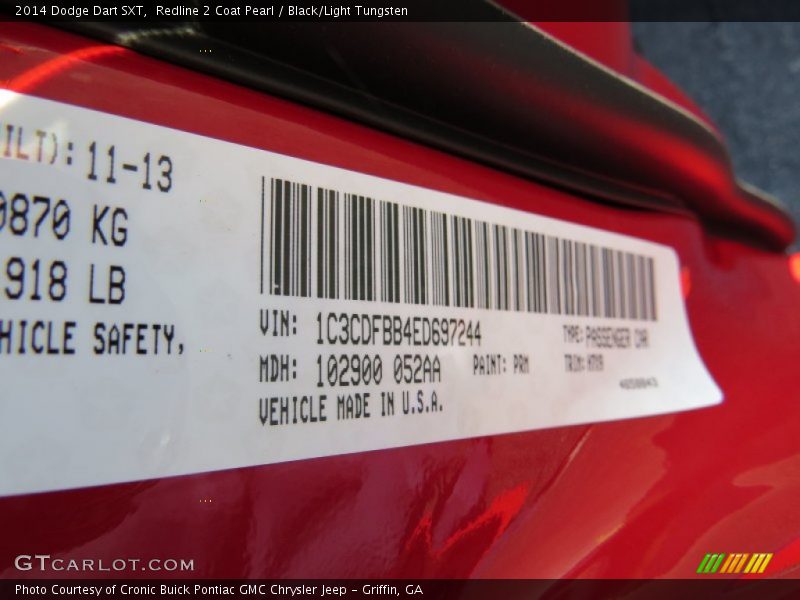 2014 Dodge Dart SXT, Redline 2 Coat Pearl / Black/Light Tungsten
ILT): 11-13
0870 KG
918 LB
HICLE SAFETY,
VIN: 1C3CDFBB4ED697244
TYPE: PASSENGER CAR
MDH: 102900 052AA
PAINT: PRM
TRIM:
VEHICLE MADE IN U.S.A.
GTCARLOT.COM
Photo Courtesy of Cronic Buick Pontiac GMC Chrysler Jeep - Griffin, GA